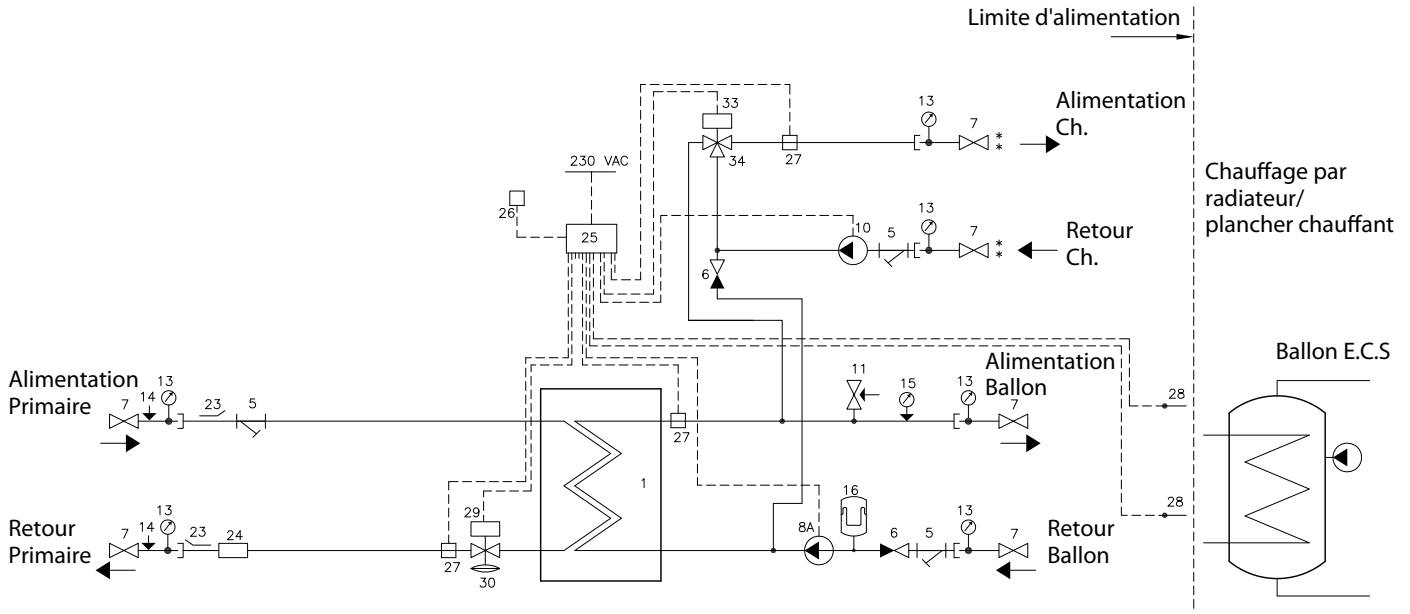 Limite d'alimentation
33
13
7
*
*
Alimentation
Ch.
34
27
230 VAC
Chauffage par
radiateur/
plancher chauffant
26
25
13
10
5
7
*
*
Retour
Ch.
6
Alimentation
Primaire
7
14
13
23
5
27
11
15
13
7
Alimentation
Ballon
28
Ballon E.C.S
1
Retour
Primaire
7
14
13
23
24
27
29
30
8A
16
6
5
13
7
Retour
Ballon
28